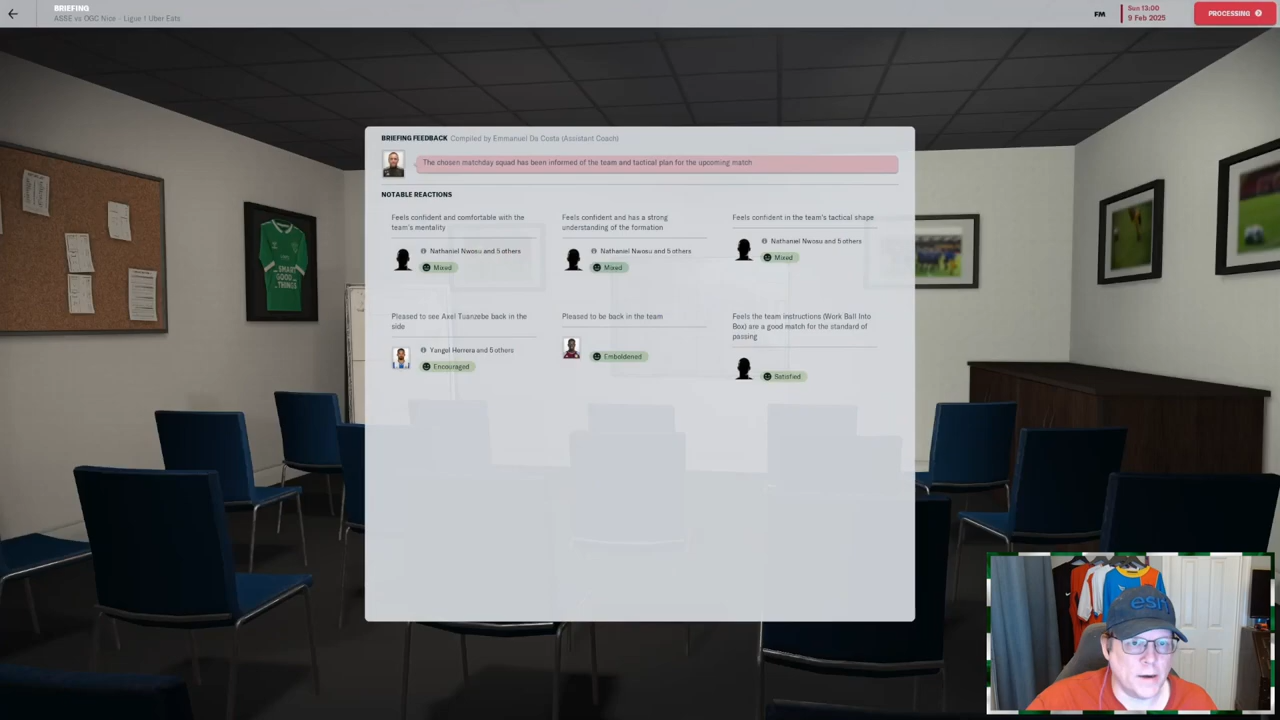 BRIEFING
ASSE vs OGC Nice - Ligue 1 Uber Eats
FM
Sun 13:00
9 Feb 2025
PROCESSING
BRIEFING FEEDBACK Compiled by Emmanuel Da Costa (Assistant Coach)
The chosen matchday squad has been informed of the team and tactical plan for the upcoming match
NOTABLE REACTIONS
Feels confident and comfortable with the
team's mentality
Nathaniel Nwosu and 5 others
Mixed
Feels confident and has a strong
understanding of the formation
Nathaniel Nwosu and 5 others
Mixed
Feels confident in the team's tactical shape
Nathaniel Nwosu and 5 others
Mixed
Pleased to see Axel Tuanzebe back in the
side
Yangel Herrera and 5 others
Encouraged
Pleased to be back in the team
Emboldened
Feels the team instructions (Work Ball Into
Box) are a good match for the standard of
passing
Satisfied
SMART
GOOD
THINGS